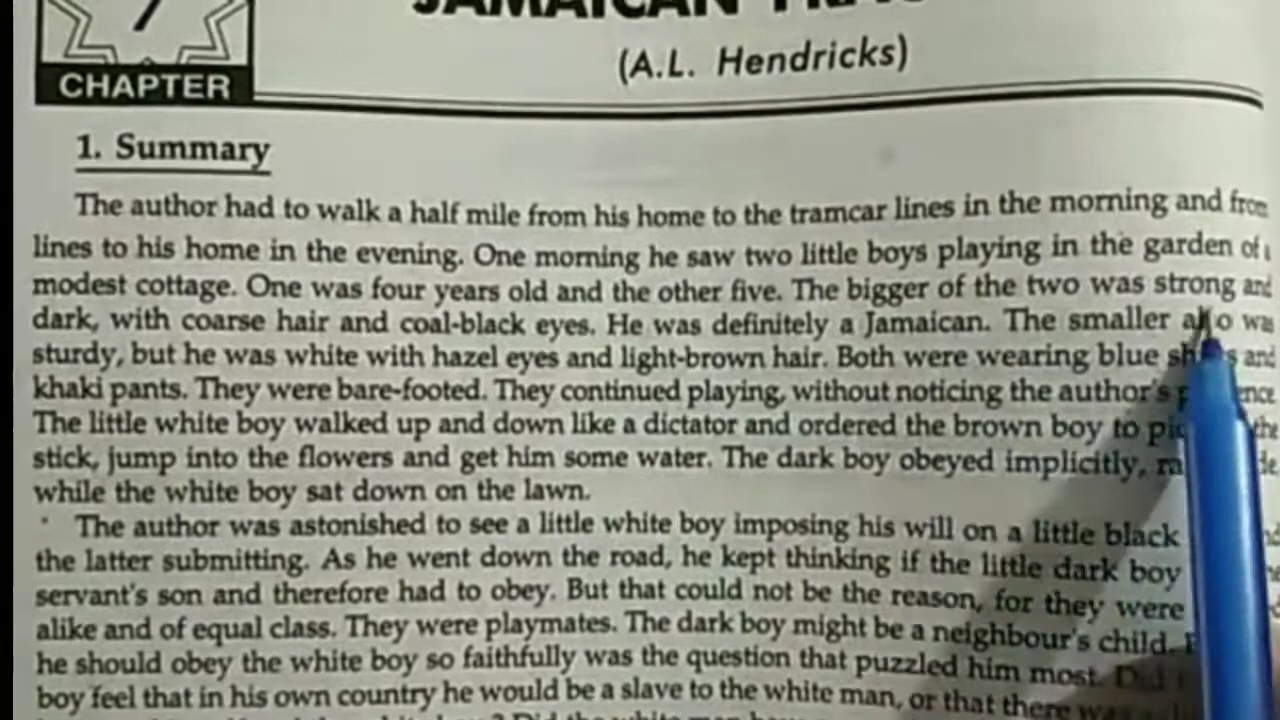 7
JAMAICAN
CHAPTER
(A.L. Hendricks)
1. Summary
The author had to walk a half mile from his home to the tramcar lines in the morning and from
lines to his home in the evening. One morning he saw two little boys playing in the garden of a
modest cottage. One was four years old and the other five. The bigger of the two was strong and
dark, with coarse hair and coal-black eyes. He was definitely a Jamaican. The smaller also was
sturdy, but he was white with hazel eyes and light-brown hair. Both were wearing blue and
khaki pants. They were bare-footed. They continued playing, without noticing the author's
The little white boy walked up and down like a dictator and ordered the brown boy to the
stick, jump into the flowers and get him some water. The dark boy obeyed implicitly,
while the white boy sat down on the lawn.
The author was astonished to see a little white boy imposing his will on a little black
the latter submitting. As he went down the road, he kept thinking if the little dark boy
servant's son and therefore had to obey. But that could not be the reason, for they were
alike and of equal class. They were playmates. The dark boy might be a neighbour's child.
he should obey the white boy so faithfully was the question that puzzled him most. Did
boy feel that in his own country he would be a slave to the white man, or that there was